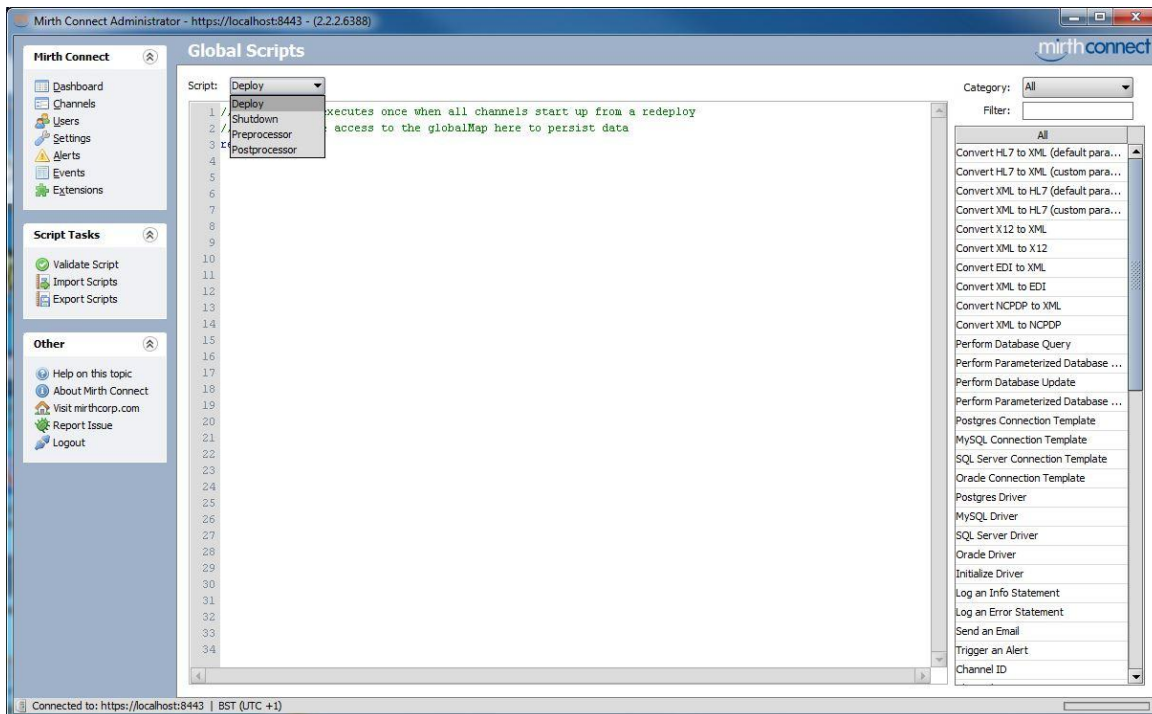 Mirth Connect Administrator - https://localhost:8443 - (2.2.2.6388)
Mirth Connect
Dashboard
Channels
Users
Settings
Alerts
Events
Extensions
Script Tasks
Validate Script
Import Scripts
Export Scripts
Other
Help on this topic
About Mirth Connect
Visit mirthcorp.com
Report Issue
Logout
Global Scripts
mirthconnect
Script: Deploy
Deploy
Shutdown
Preprocessor
Postprocessor
1 / executes once when all channels start up from a redeploy
2 / access to the globalMap here to persist data
3 re
4
5
6
7
8
9
10
11
12
13
14
15
16
17
18
19
20
21
22
23
24
25
26
27
28
29
30
31
32
33
34
Category: All
Filter:
All
Convert HL7 to XML (default para...
Convert HL7 to XML (custom para...
Convert XML to HL7 (default para...
Convert XML to HL7 (custom para...
Convert X12 to XML
Convert XML to X12
Convert EDI to XML
Convert XML to EDI
Convert NCPDP to XML
Convert XML to NCPDP
Perform Database Query
Perform Parameterized Database ...
Perform Database Update
Perform Parameterized Database ...
Postgres Connection Template
MySQL Connection Template
SQL Server Connection Template
Oracle Connection Template
Postgres Driver
MySQL Driver
SQL Server Driver
Oracle Driver
Initialize Driver
Log an Info Statement
Log an Error Statement
Send an Email
Trigger an Alert
Channel ID
Connected to: https://localhost:8443 | BST (UTC +1)